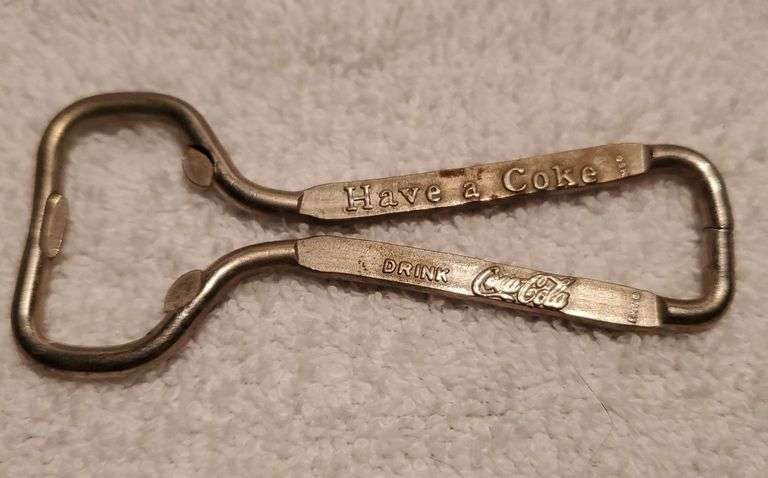 Have a Coke
DRINK Coca-Cola